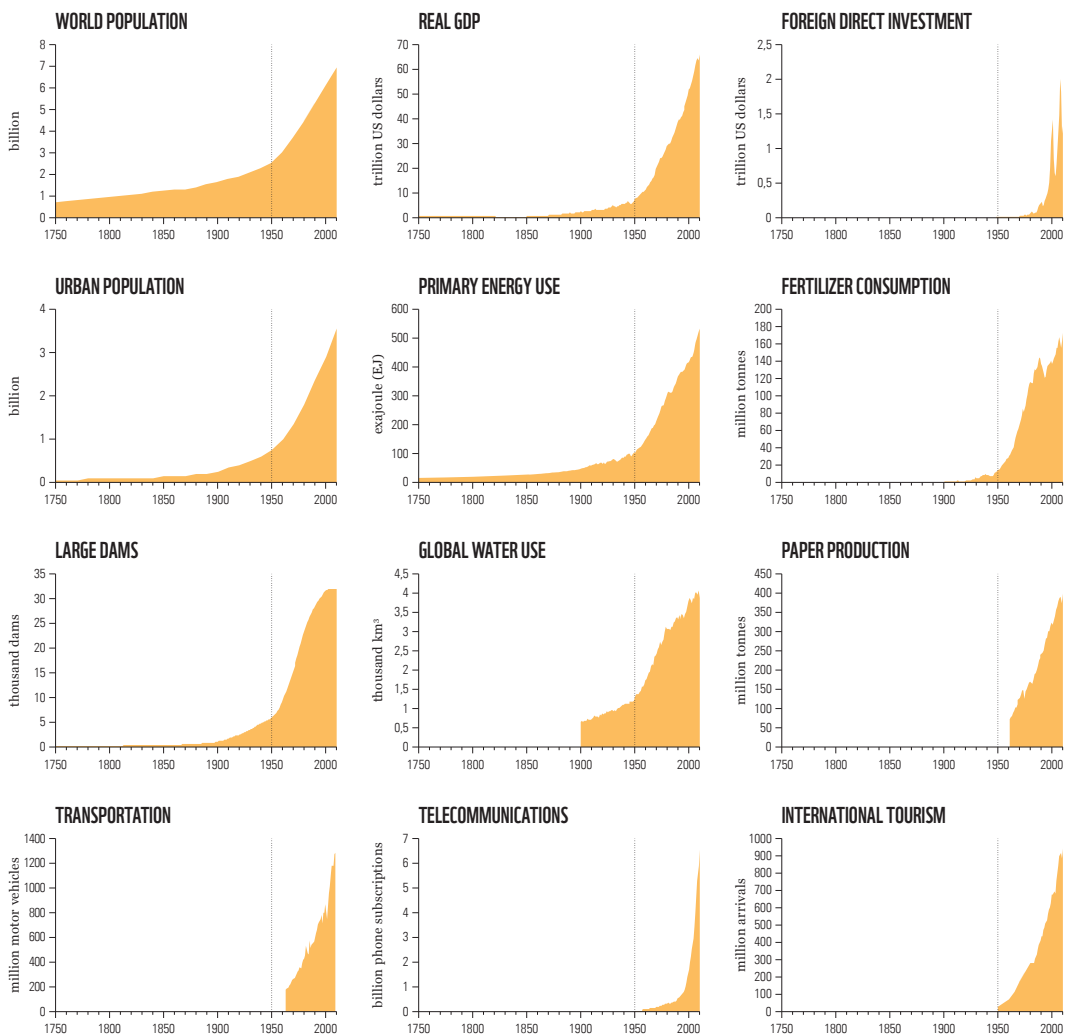 WORLD POPULATION
billion
8
7
6
5
4
3
2
1
0
1750 1800 1850 1900 1950 2000
REAL GDP
trillion US dollars
70
60
50
40
30
20
10
0
1750 1800 1850 1900 1950 2000
FOREIGN DIRECT INVESTMENT
trillion US dollars
2,5
2
1,5
1
0,5
0
1750 1800 1850 1900 1950 2000
URBAN POPULATION
billion
4
3
2
1
0
1750 1800 1850 1900 1950 2000
PRIMARY ENERGY USE
exajoule (EJ)
600
500
400
300
200
100
0
1750 1800 1850 1900 1950 2000
FERTILIZER CONSUMPTION
million tonnes
200
180
160
140
120
100
80
60
40
20
0
1750 1800 1850 1900 1950 2000
LARGE DAMS
thousand dams
35
30
25
20
15
10
5
0
1750 1800 1850 1900 1950 2000
GLOBAL WATER USE
thousand km³
4,5
4
3,5
3
2,5
2
1,5
1
0,5
0
1750 1800 1850 1900 1950 2000
PAPER PRODUCTION
million tonnes
450
400
350
300
250
200
150
100
50
0
1750 1800 1850 1900 1950 2000
TRANSPORTATION
million motor vehicles
1400
1200
1000
800
600
400
200
0
1750 1800 1850 1900 1950 2000
TELECOMMUNICATIONS
billion phone subscriptions
7
6
5
4
3
2
1
0
1750 1800 1850 1900 1950 2000
INTERNATIONAL TOURISM
million arrivals
1000
900
800
700
600
500
400
300
200
100
0
1750 1800 1850 1900 1950 2000